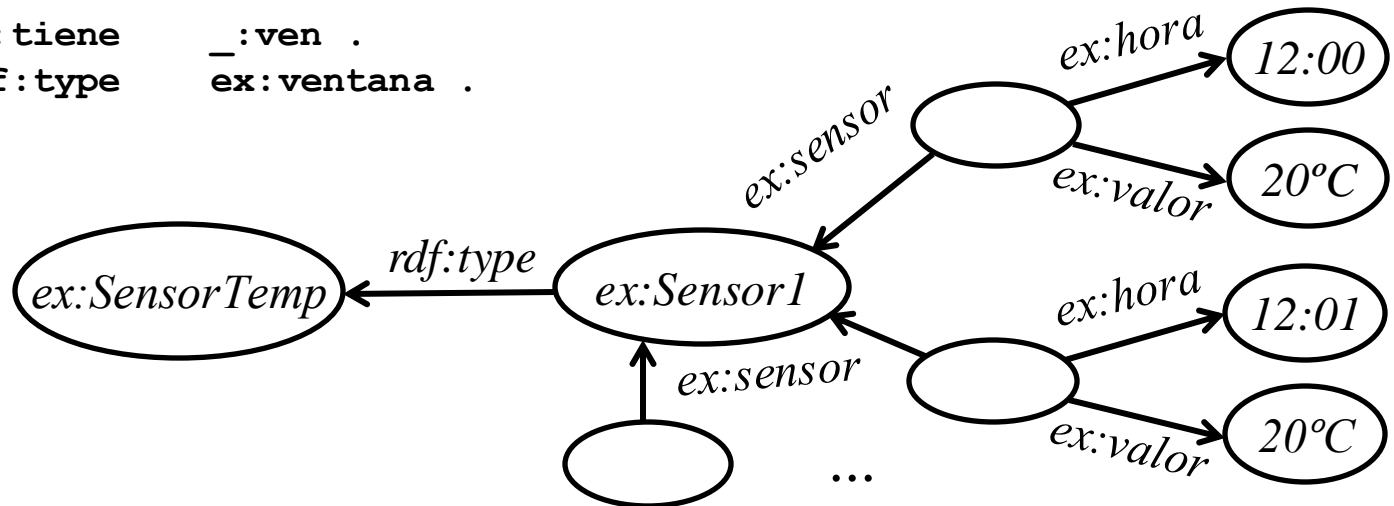 :tiene _:ven .
f:type ex:ventana .
ex:hora
12:00
ex:sensor
ex:valor
20ºC
rdf:type
ex:SensorTemp
ex:Sensor1
ex:hora
12:01
ex:sensor
ex:valor
20ºC
...